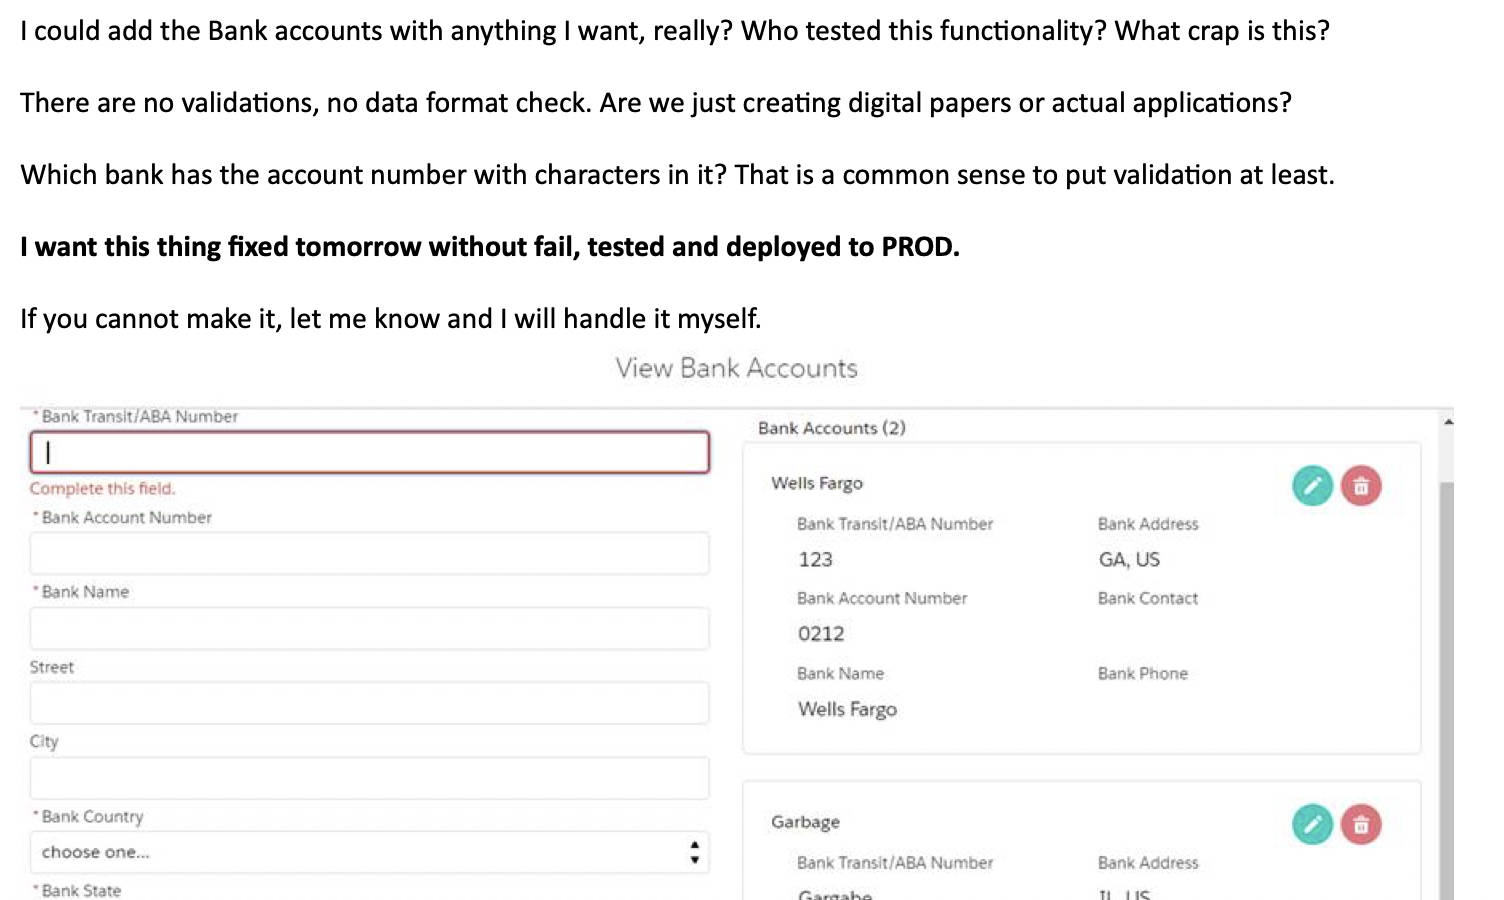 I could add the Bank accounts with anything I want, really? Who tested this functionality? What crap is this?
There are no validations, no data format check. Are we just creating digital papers or actual applications?
Which bank has the account number with characters in it? That is a common sense to put validation at least.
I want this thing fixed tomorrow without fail, tested and deployed to PROD.
If you cannot make it, let me know and I will handle it myself.
View Bank Accounts
* Bank Transit/ABA Number
Complete this field.
* Bank Account Number
* Bank Name
Street
City
* Bank Country
choose one...
* Bank State
Bank Accounts (2)
Wells Fargo
Bank Transit/ABA Number
Bank Address
123
GA, US
Bank Account Number
Bank Contact
0212
Bank Name
Bank Phone
Wells Fargo
Garbage
Bank Transit/ABA Number
Bank Address
Gargabe
IL, US